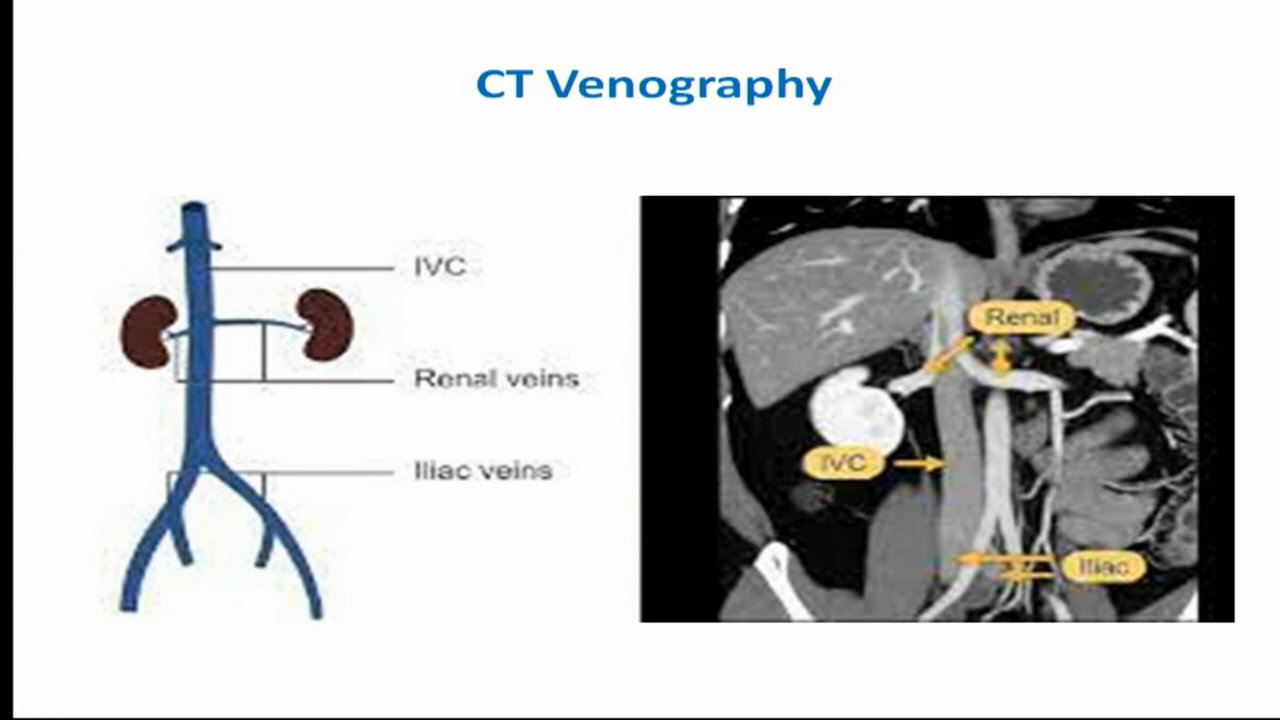 CT Venography
IVC
Renal veins
Iliac veins
Renal
IVC
Iliac